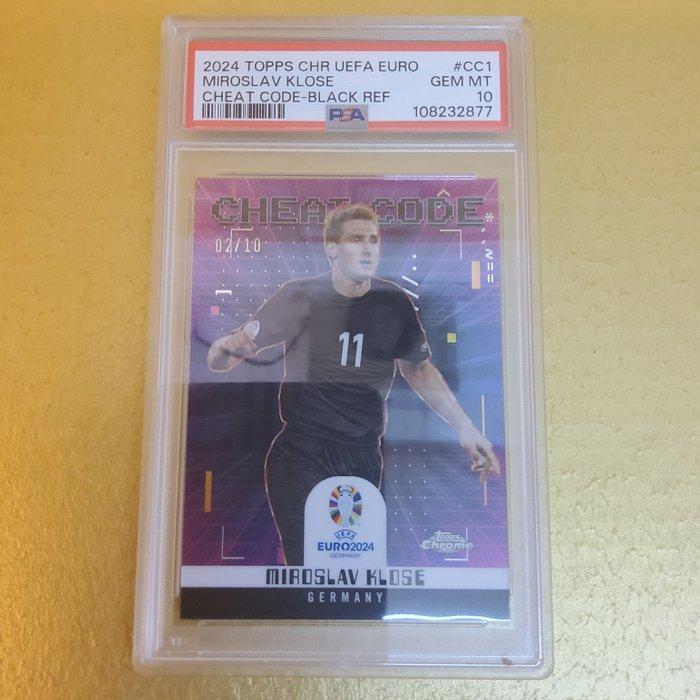 2024 TOPPS CHR UEFA EURO #CC1
MIROSLAV KLOSE GEM MT
CHEAT CODE-BLACK REF 10
PSA 108232877
CHEAT CODE
02/10
11
UEFA
EURO2024
GERMANY
Topps
Chrome
MIROSLAV KLOSE
GERMANY